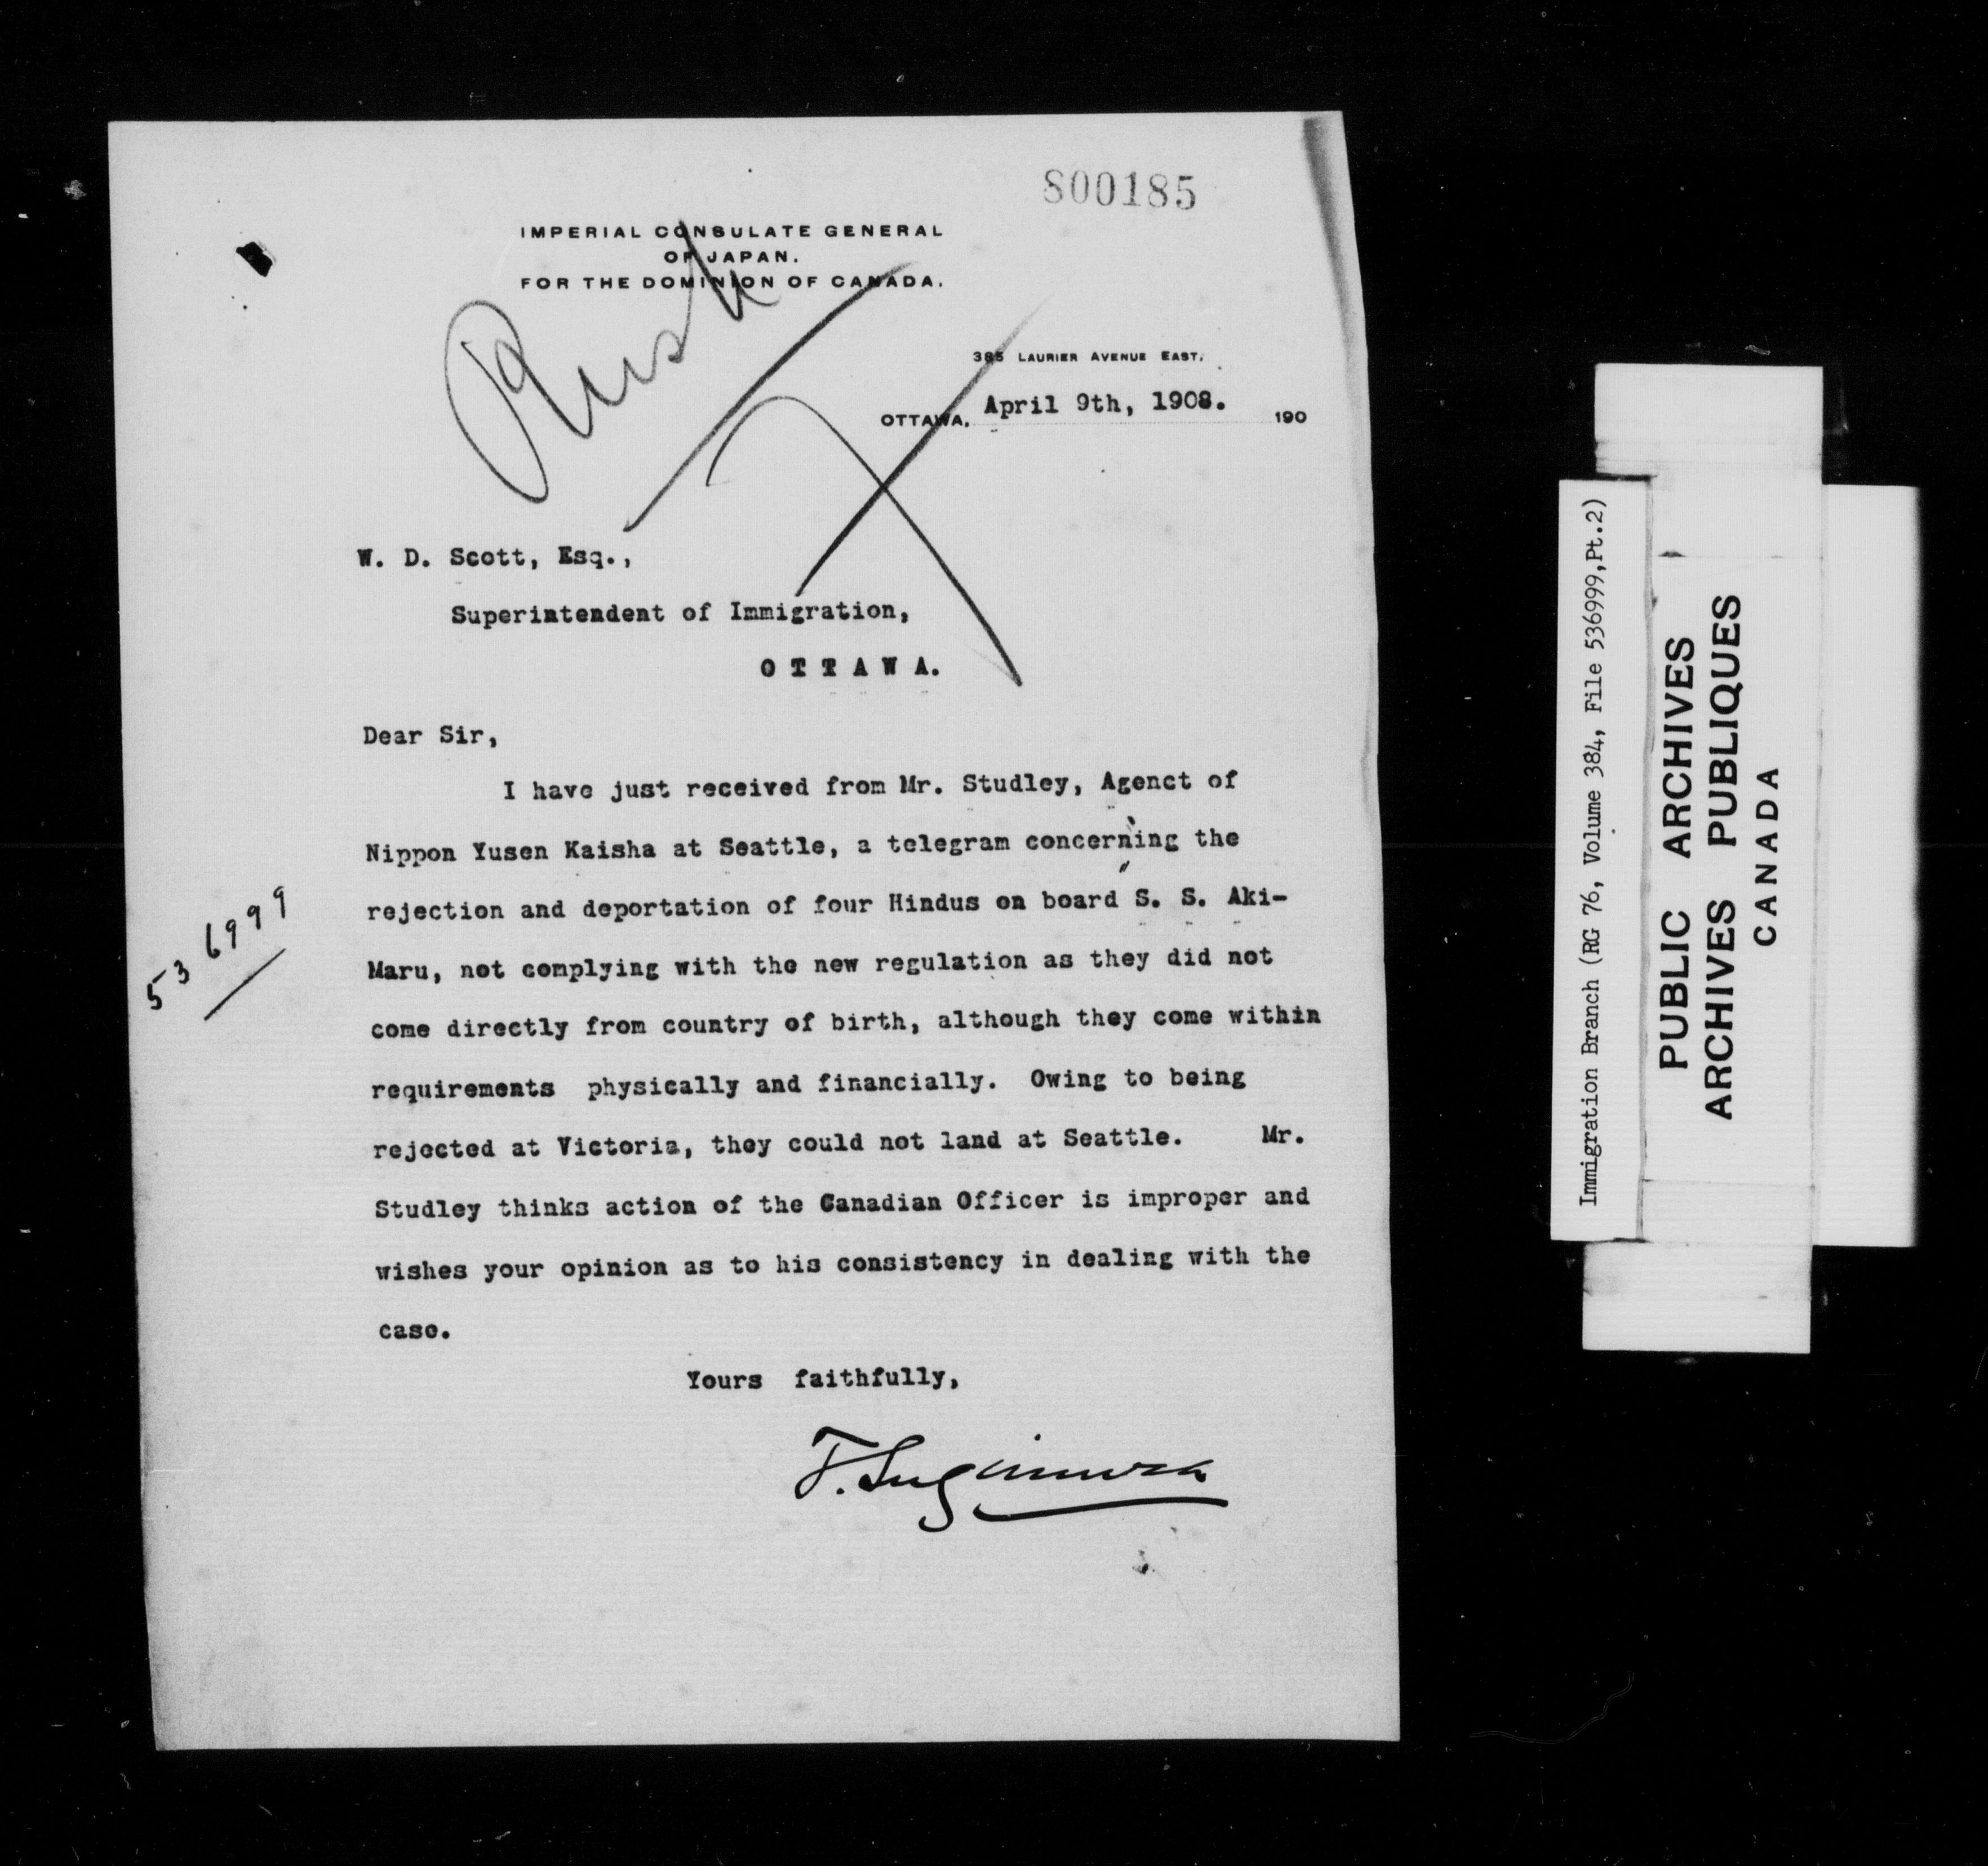 800185
IMPERIAL CONSULATE GENERAL
OF JAPAN.
FOR THE DOMINION OF CANADA.
Rush
385 LAURIER AVENUE EAST.
OTTAWA, April 9th, 1908. 190
W. D. Scott, Esq.,
Superintendent of Immigration,
O T T A W A.
Dear Sir,
I have just received from Mr. Studley, Agenct of
Nippon Yusen Kaisha at Seattle, a telegram concerning the
rejection and deportation of four Hindus on board S. S. Aki-
Maru, not complying with the new regulation as they did not
come directly from country of birth, although they come within
requirements physically and financially. Owing to being
rejected at Victoria, they could not land at Seattle. Mr.
Studley thinks action of the Canadian Officer is improper and
wishes your opinion as to his consistency in dealing with the
case.
Yours faithfully,
536999
Immigration Branch (RG 76, Volume 384, File 536999,Pt.2)
PUBLIC ARCHIVES
ARCHIVES PUBLIQUES
CANADA